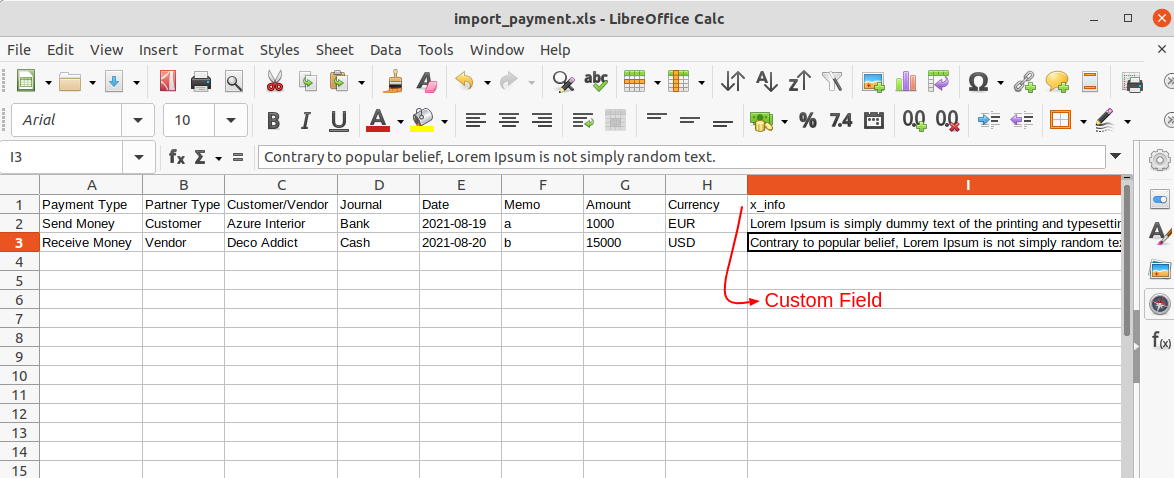 import_payment.xls - LibreOffice Calc
File Edit View Insert Format Styles Sheet Data Tools Window Help
Arial 10 B I U A % 7.4 0.0 0.0
I3 fx Σ = Contrary to popular belief, Lorem Ipsum is not simply random text.
A B C D E F G H I
1 Payment Type Partner Type Customer/Vendor Journal Date Memo Amount Currency x_info
2 Send Money Customer Azure Interior Bank 2021-08-19 a 1000 EUR Lorem Ipsum is simply dummy text of the printing and typesettin
3 Receive Money Vendor Deco Addict Cash 2021-08-20 b 15000 USD Contrary to popular belief, Lorem Ipsum is not simply random te
4
5
6 Custom Field
7
8
9
10
11
12
13
14
15